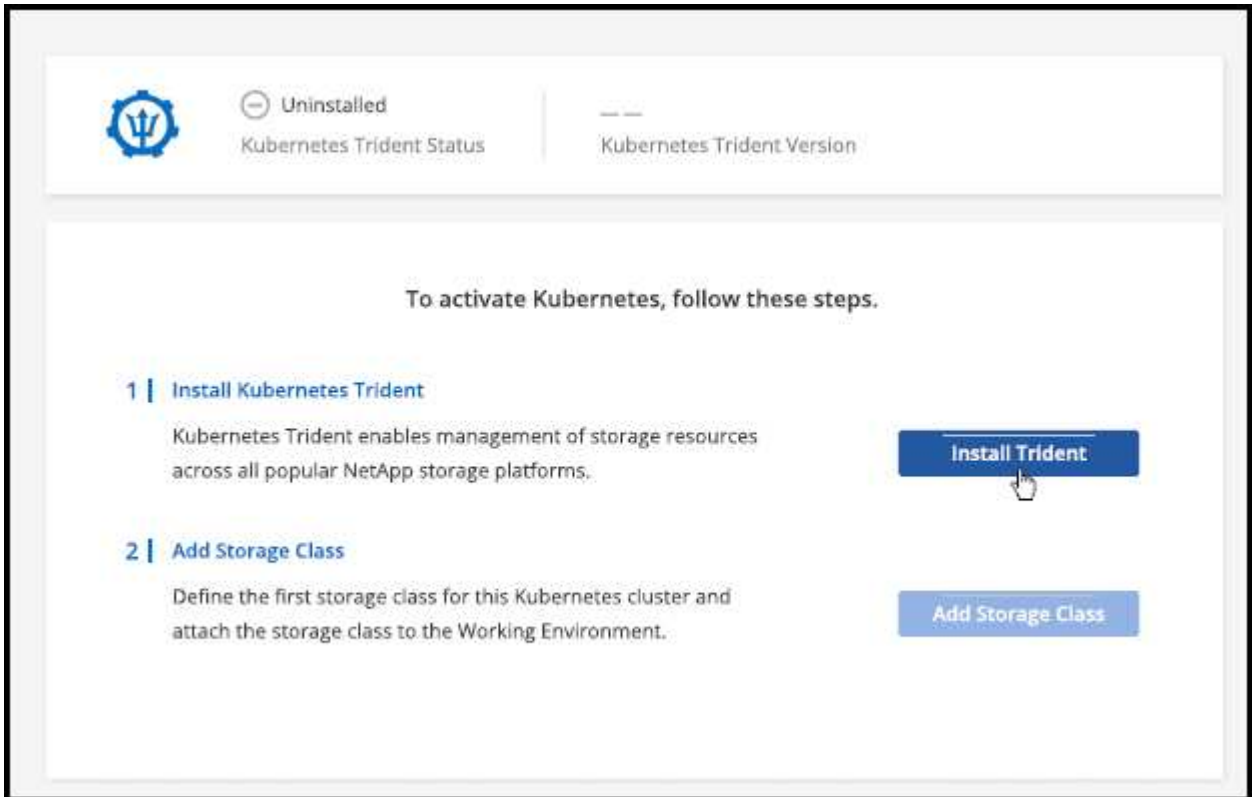 Uninstalled
Kubernetes Trident Status
— —
Kubernetes Trident Version
To activate Kubernetes, follow these steps.
1 | Install Kubernetes Trident
Kubernetes Trident enables management of storage resources
across all popular NetApp storage platforms.
Install Trident
2 | Add Storage Class
Define the first storage class for this Kubernetes cluster and
attach the storage class to the Working Environment.
Add Storage Class